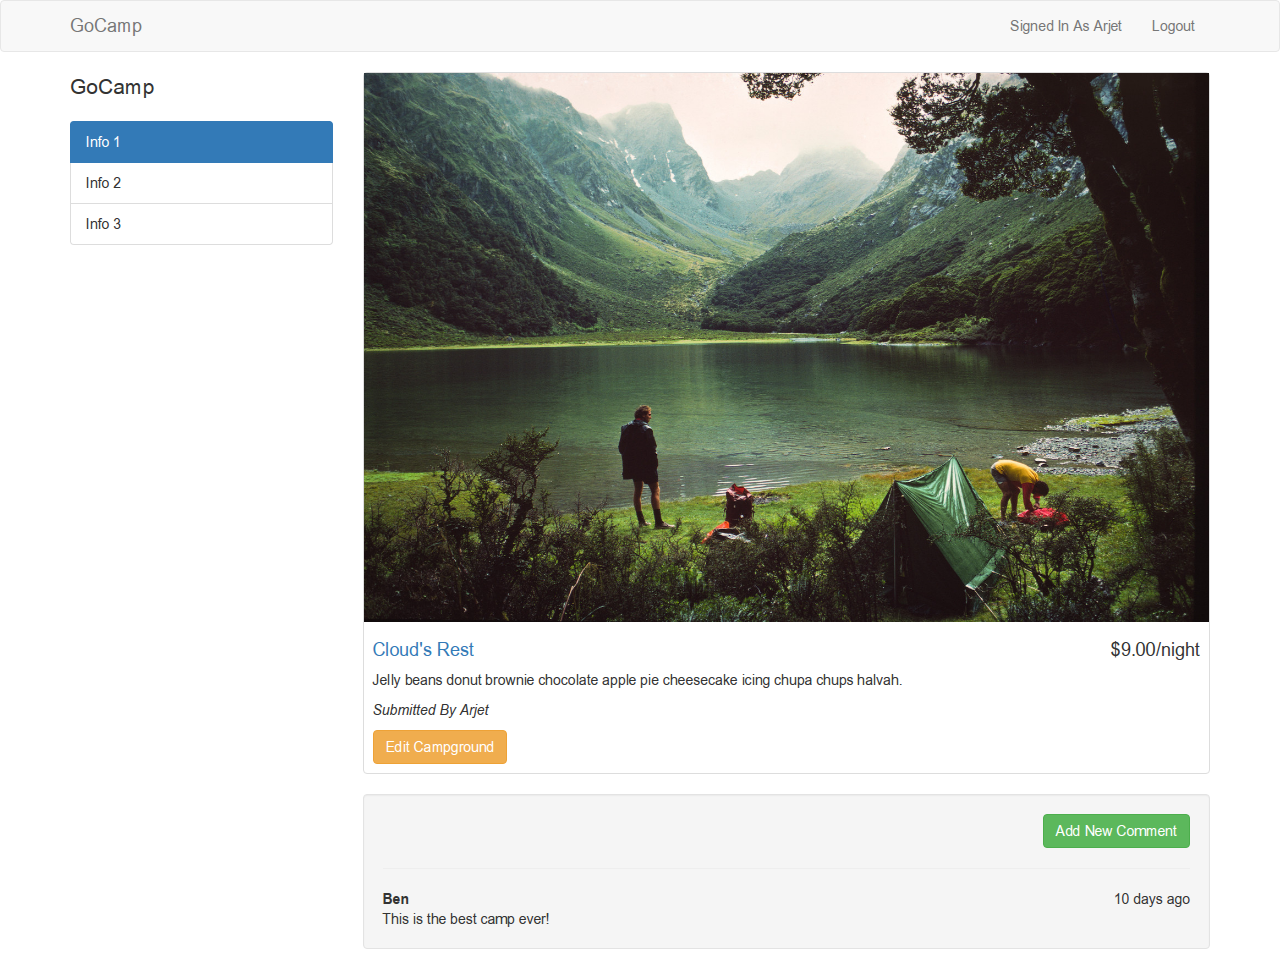 GoCamp
Signed In As Arjet
Logout
GoCamp
Info 1
Info 2
Info 3
Cloud's Rest
$9.00/night
Jelly beans donut brownie chocolate apple pie cheesecake icing chupa chups halvah.
Submitted By Arjet
Edit Campground
Add New Comment
Ben
10 days ago
This is the best camp ever!